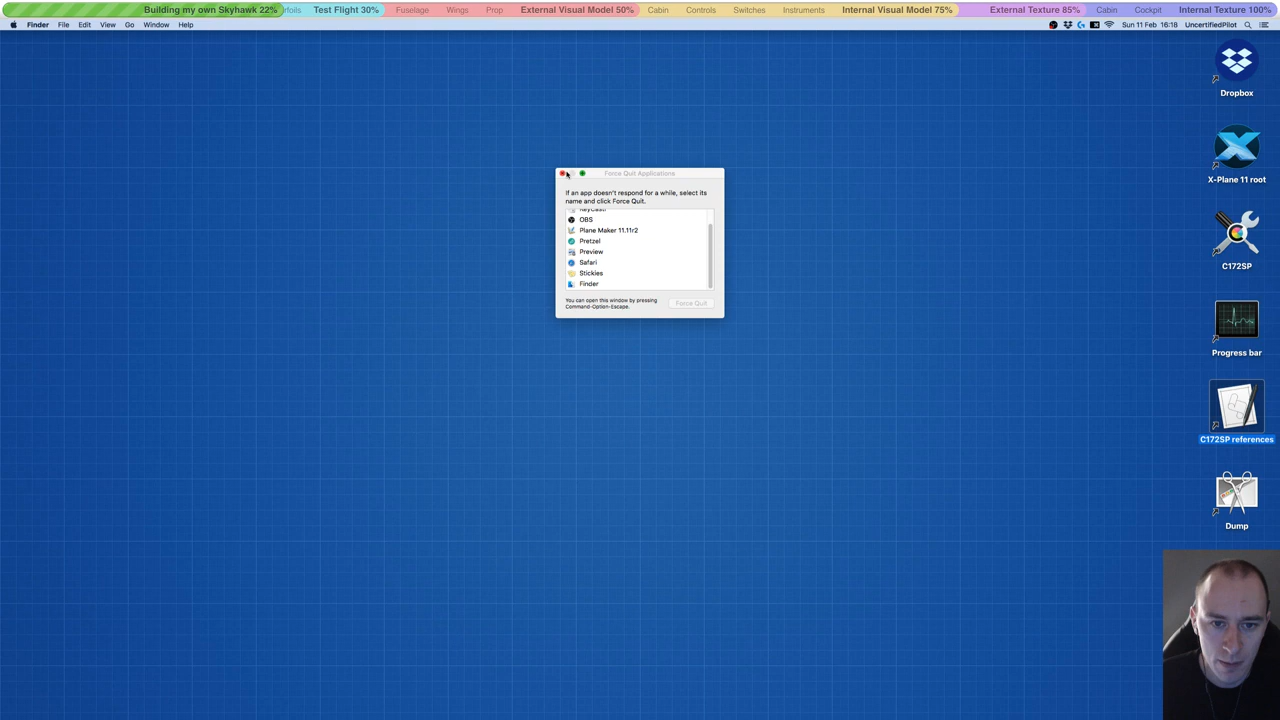 Building my own Skyhawk 22% rfoils Test Flight 30% Fuselage Wings Prop External Visual Model 50% Cabin Controls Switches Instruments Internal Visual Model 75% External Texture 85% Cabin Cockpit Internal Texture 100%
Finder File Edit View Go Window Help Sun 11 Feb 16:18 UncertifiedPilot
Dropbox
X-Plane 11 root
C172SP
Progress bar
C172SP references
Dump
Force Quit Applications
If an app doesn't respond for a while, select its
name and click Force Quit.
OBS
Plane Maker 11.11r2
Pretzel
Preview
Safari
Stickies
Finder
You can open this window by pressing
Command-Option-Escape.
Force Quit